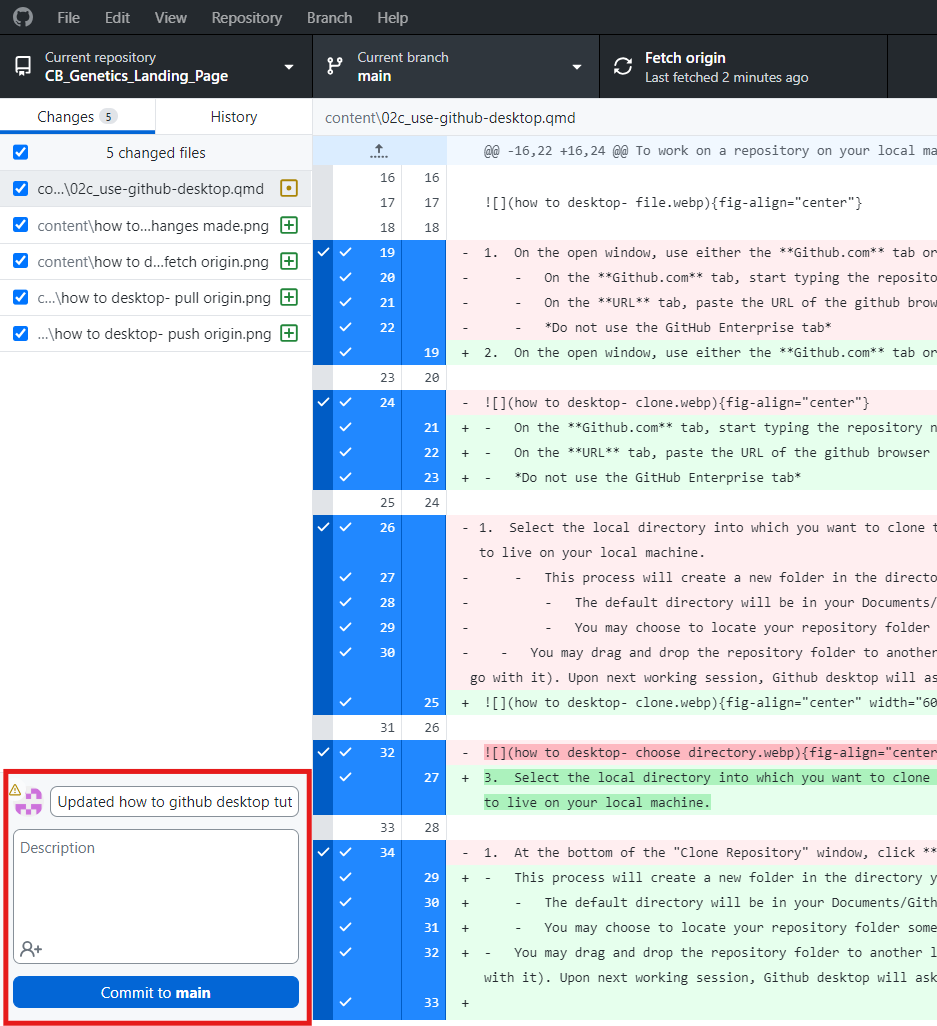 File Edit View Repository Branch Help
Current repository
CB_Genetics_Landing_Page
Current branch
main
Fetch origin
Last fetched 2 minutes ago
Changes 5 History
5 changed files
co...\02c_use-github-desktop.qmd
content\how to...hanges made.png
content\how to d...fetch origin.png
c...\how to desktop- pull origin.png
...\how to desktop- push origin.png
Updated how to github desktop tut
Description
Commit to main
content\02c_use-github-desktop.qmd
@@ -16,22 +16,24 @@ To work on a repository on your local ma
16 16
17 17 ![](how to desktop- file.webp){fig-align="center"}
18 18
19 - 1. On the open window, use either the **Github.com** tab or
20 - - On the **Github.com** tab, start typing the reposito
21 - - On the **URL** tab, paste the URL of the github brow
22 - - *Do not use the GitHub Enterprise tab*
19 + 2. On the open window, use either the **Github.com** tab or
23 20
24 - ![](how to desktop- clone.webp){fig-align="center"}
21 + - On the **Github.com** tab, start typing the repository n
22 + - On the **URL** tab, paste the URL of the github browser
23 + - *Do not use the GitHub Enterprise tab*
25 24
26 - 1. Select the local directory into which you want to clone t
to live on your local machine.
27 - - This process will create a new folder in the directo
28 - - The default directory will be in your Documents/
29 - - You may choose to locate your repository folder
30 - - You may drag and drop the repository folder to another
go with it). Upon next working session, Github desktop will as
25 + ![](how to desktop- clone.webp){fig-align="center" width="60
31 26
32 - ![](how to desktop- choose directory.webp){fig-align="center
27 + 3. Select the local directory into which you want to clone
to live on your local machine.
33 28
34 - 1. At the bottom of the "Clone Repository" window, click **
29 + - This process will create a new folder in the directory y
30 + - The default directory will be in your Documents/Gith
31 + - You may choose to locate your repository folder some
32 + - You may drag and drop the repository folder to another l
with it). Upon next working session, Github desktop will ask
33 +